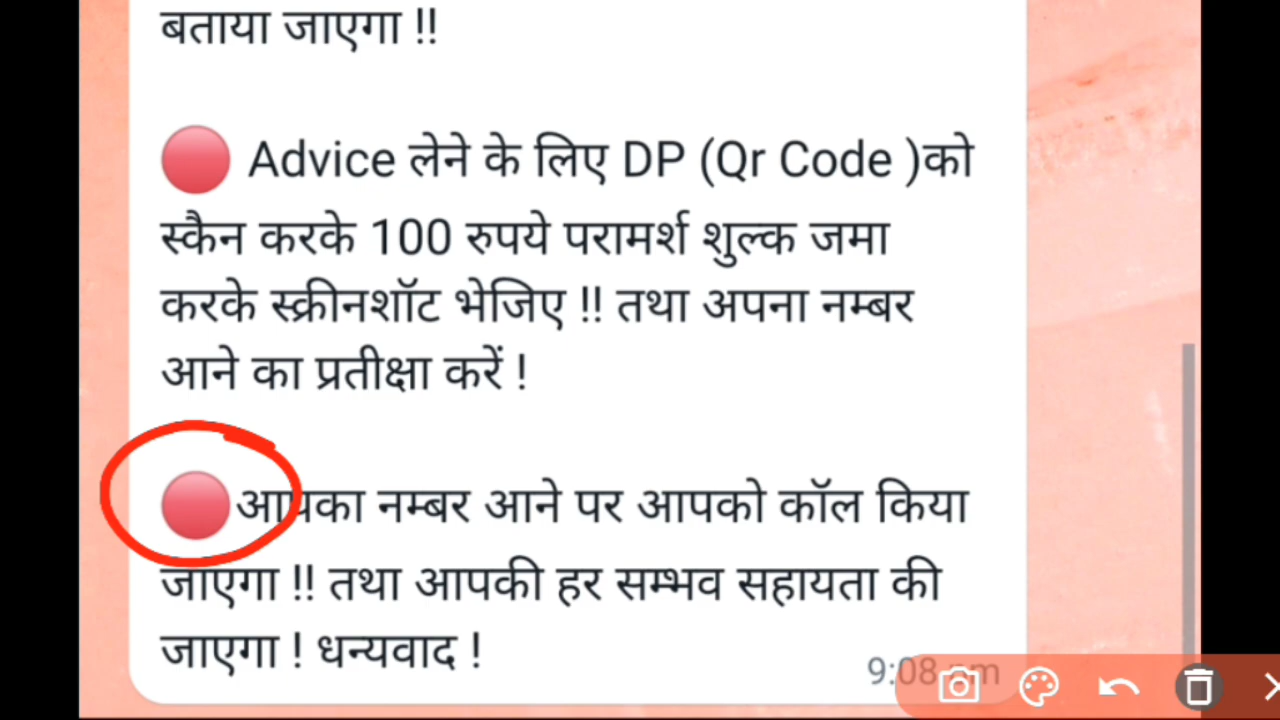 बताया जाएगा !!
🔴 Advice लेने के लिए DP (Qr Code )को
स्कैन करके 100 रुपये परामर्श शुल्क जमा
करके स्क्रीनशॉट भेजिए !! तथा अपना नम्बर
आने का प्रतीक्षा करें !
🔴आपका नम्बर आने पर आपको कॉल किया
जाएगा !! तथा आपकी हर सम्भव सहायता की
जाएगा ! धन्यवाद !
9:08 pm